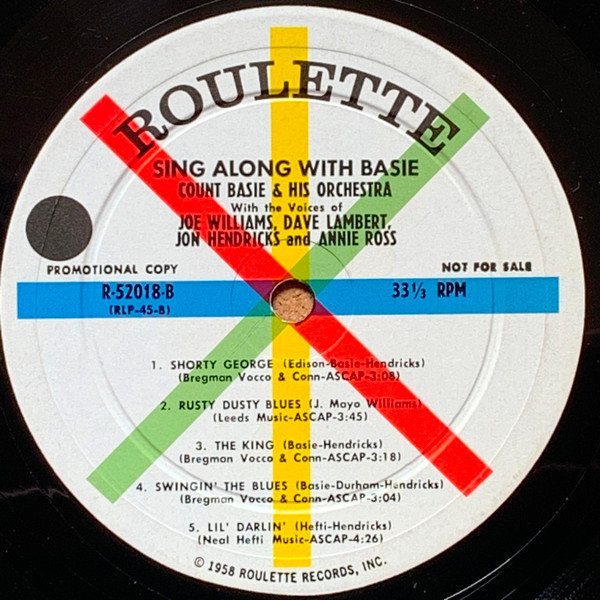 ROULETTE
SING ALONG WITH BASIE
COUNT BASIE & HIS ORCHESTRA
With the Voices of
JOE WILLIAMS, DAVE LAMBERT,
JON HENDRICKS and ANNIE ROSS
PROMOTIONAL COPY
NOT FOR SALE
R-52018-B
33 1/3 RPM
(RLP-45-B)
1. SHORTY GEORGE (Edison-Basie-Hendricks)
(Bregman Vocco & Conn-ASCAP-3:08)
2. RUSTY DUSTY BLUES (J. Mayo Williams)
(Leeds Music-ASCAP-3:45)
3. THE KING (Basie-Hendricks)
(Bregman Vocco & Conn-ASCAP-3:18)
4. SWINGIN' THE BLUES (Basie-Durham-Hendricks)
(Bregman Vocco & Conn-ASCAP-3:04)
5. LIL' DARLIN' (Hefti-Hendricks)
(Neal Hefti Music-ASCAP-4:26)
© 1958 ROULETTE RECORDS, INC.